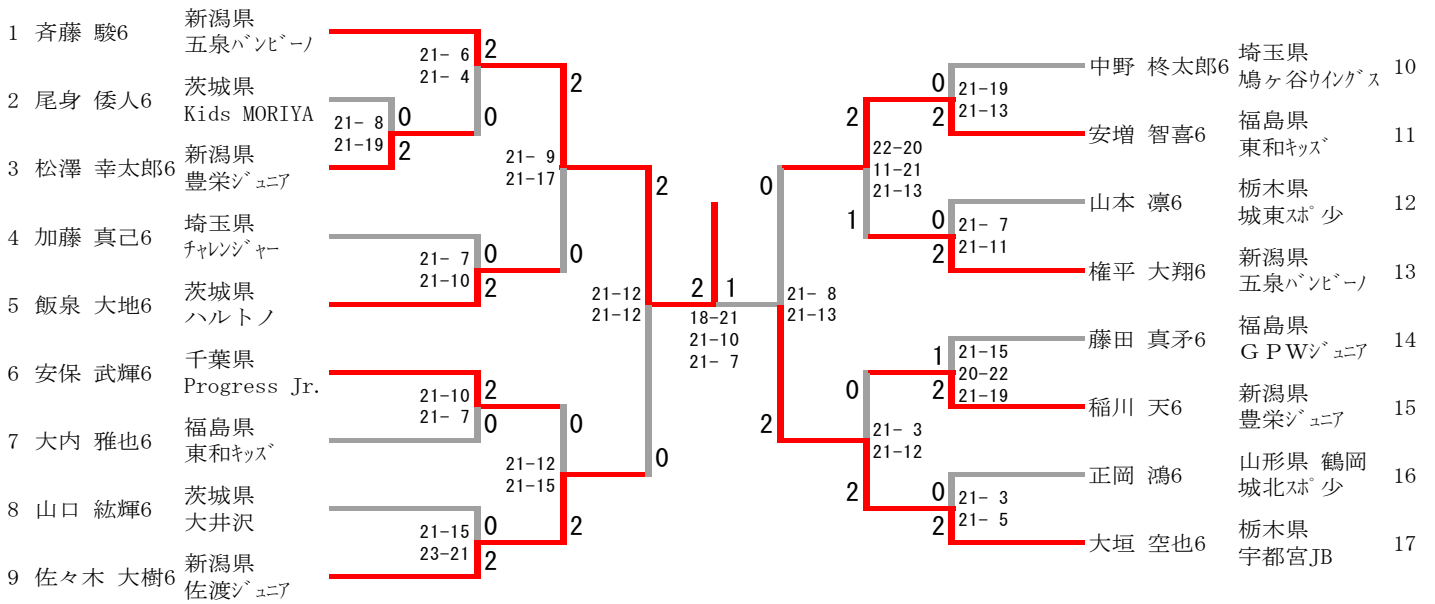 1 斉藤 駿6 新潟県
五泉バンビーノ
2 尾身 倭人6 茨城県
Kids MORIYA
3 松澤 幸太郎6 新潟県
豊栄ジュニア
4 加藤 真己6 埼玉県
チャレンジャー
5 飯泉 大地6 茨城県
ハルトノ
6 安保 武輝6 千葉県
Progress Jr.
7 大内 雅也6 福島県
東和キッズ
8 山口 紘輝6 茨城県
大井沢
9 佐々木 大樹6 新潟県
佐渡ジュニア
21- 8
21-19
0
2
21- 6
21- 4
2
0
21- 7
21-10
0
2
21-10
21- 7
2
0
21-15
23-21
0
2
21- 9
21-17
2
0
21-12
21-15
0
2
21-12
21-12
2
0
2 1
18-21
21-10
21- 7
0
21- 8
21-13
2
2
22-20
11-21
21-13
1
0
21- 3
21-12
2
0
21-19
21-13
2
0
21- 7
21-11
2
1
21-15
20-22
21-19
2
0
21- 3
21- 5
2
中野 柊太郎6 埼玉県 10
鳩ヶ谷ウイングス
安増 智喜6 福島県 11
東和キッズ
山本 凛6 栃木県 12
城東スポ少
権平 大翔6 新潟県 13
五泉バンビーノ
藤田 真矛6 福島県 14
GPWジュニア
稲川 天6 新潟県 15
豊栄ジュニア
正岡 鴻6 山形県 鶴岡 16
城北スポ少
大垣 空也6 栃木県 17
宇都宮JB